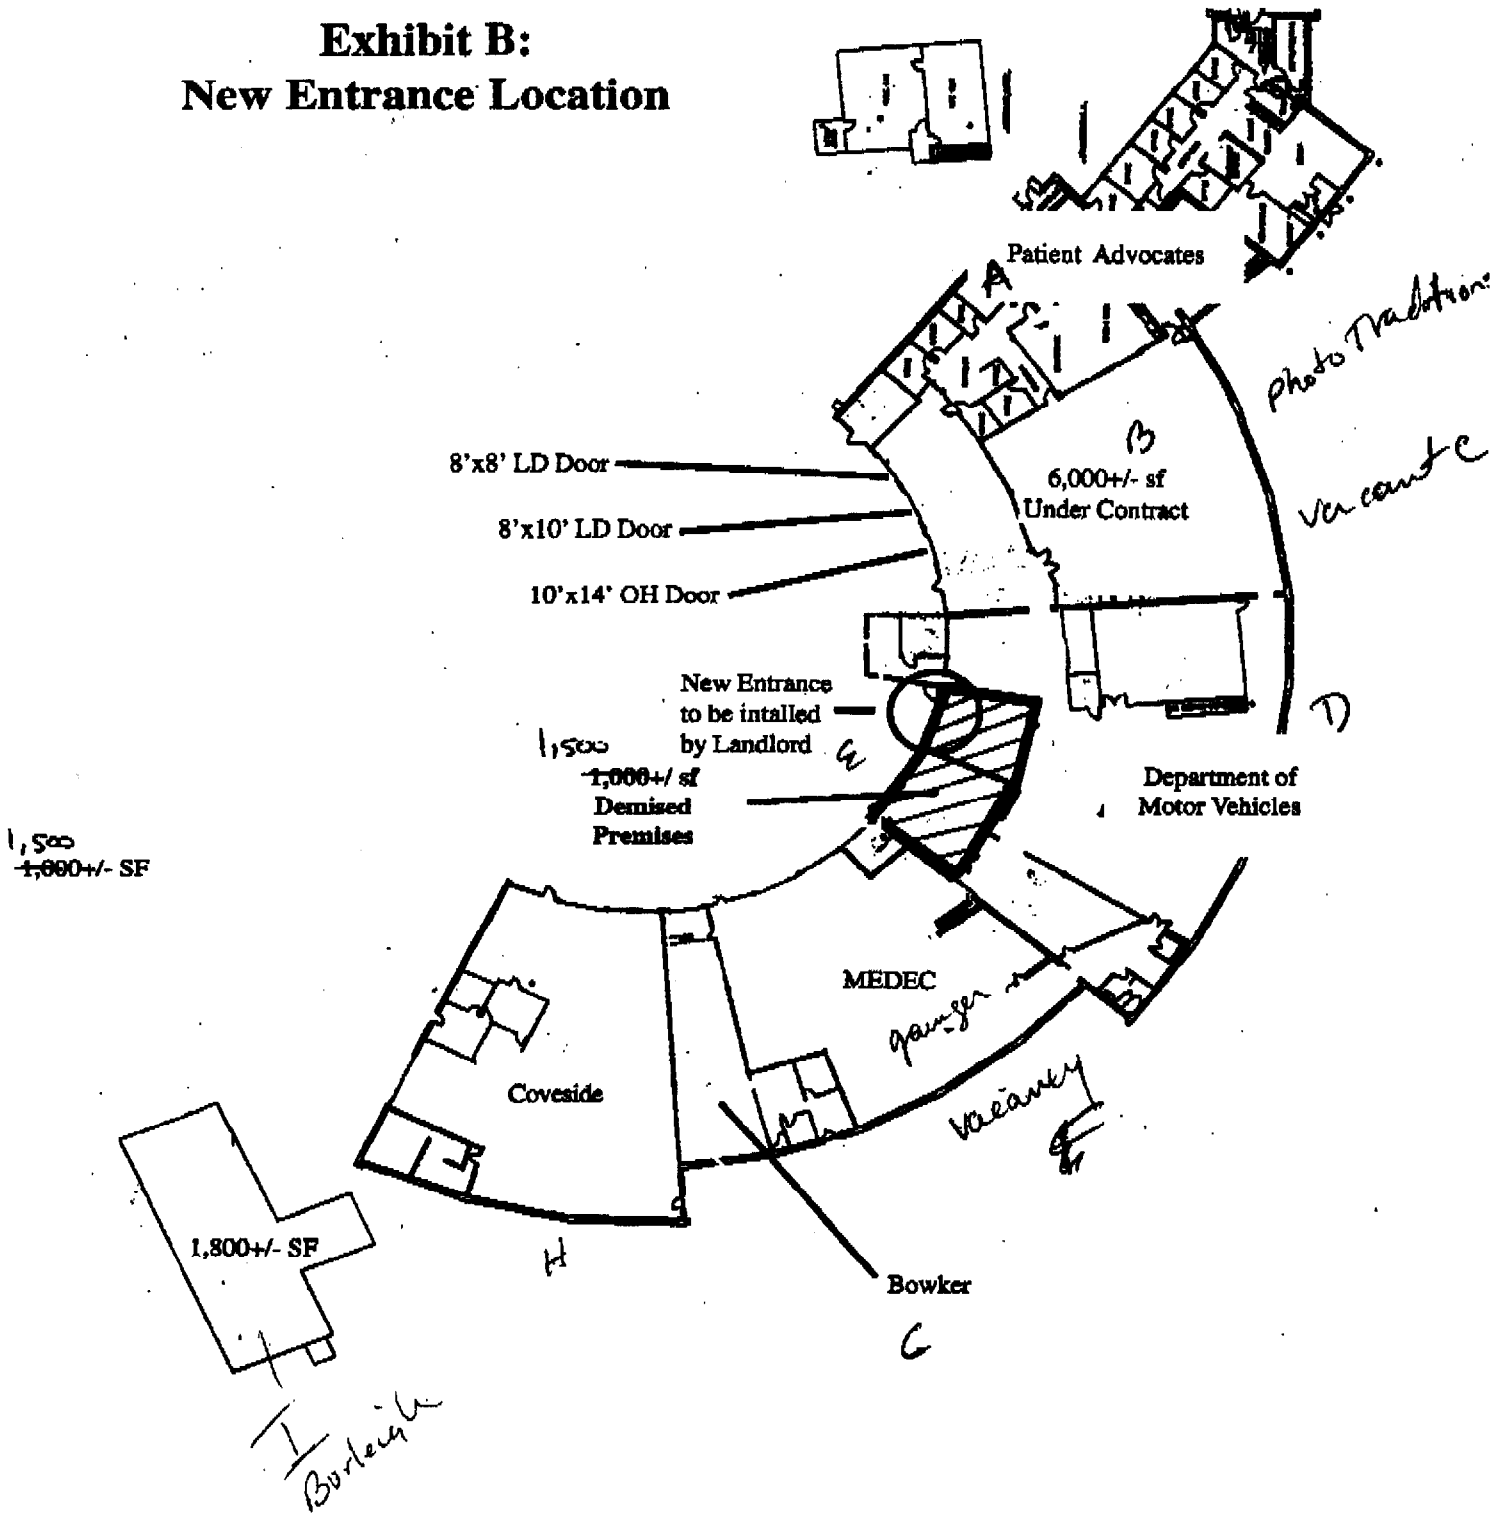 Exhibit B:
New Entrance Location
Patient Advocates
A
photo Traditions
8'x8' LD Door
B
6,000+/- sf
Under Contract
vacant C
8'x10' LD Door
10'x14' OH Door
New Entrance
to be intalled
by Landlord
D
1,500
E
1,000+/ sf
Demised
Premises
Department of
Motor Vehicles
1,500
1,000+/- SF
MEDEC
Coveside
vacancy
F
1,800+/- SF
H
Bowker
G
I
Burleigh